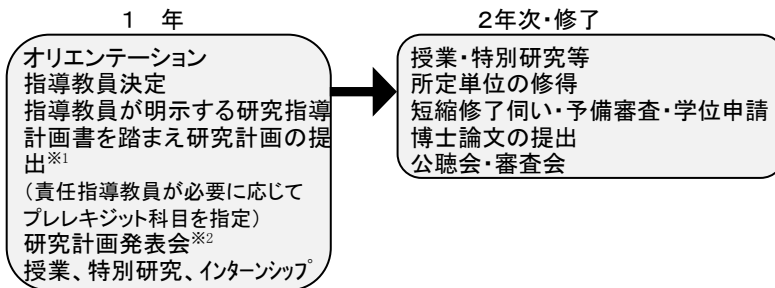 1　年
オリエンテーション
指導教員決定
指導教員が明示する研究指導
計画書を踏まえ研究計画の提
出※1
（責任指導教員が必要に応じて
プレレキジット科目を指定）
研究計画発表会※2
授業、特別研究、インターンシップ
２年次・修了
授業・特別研究等
所定単位の修得
短縮修了伺い・予備審査・学位申請
博士論文の提出
公聴会・審査会